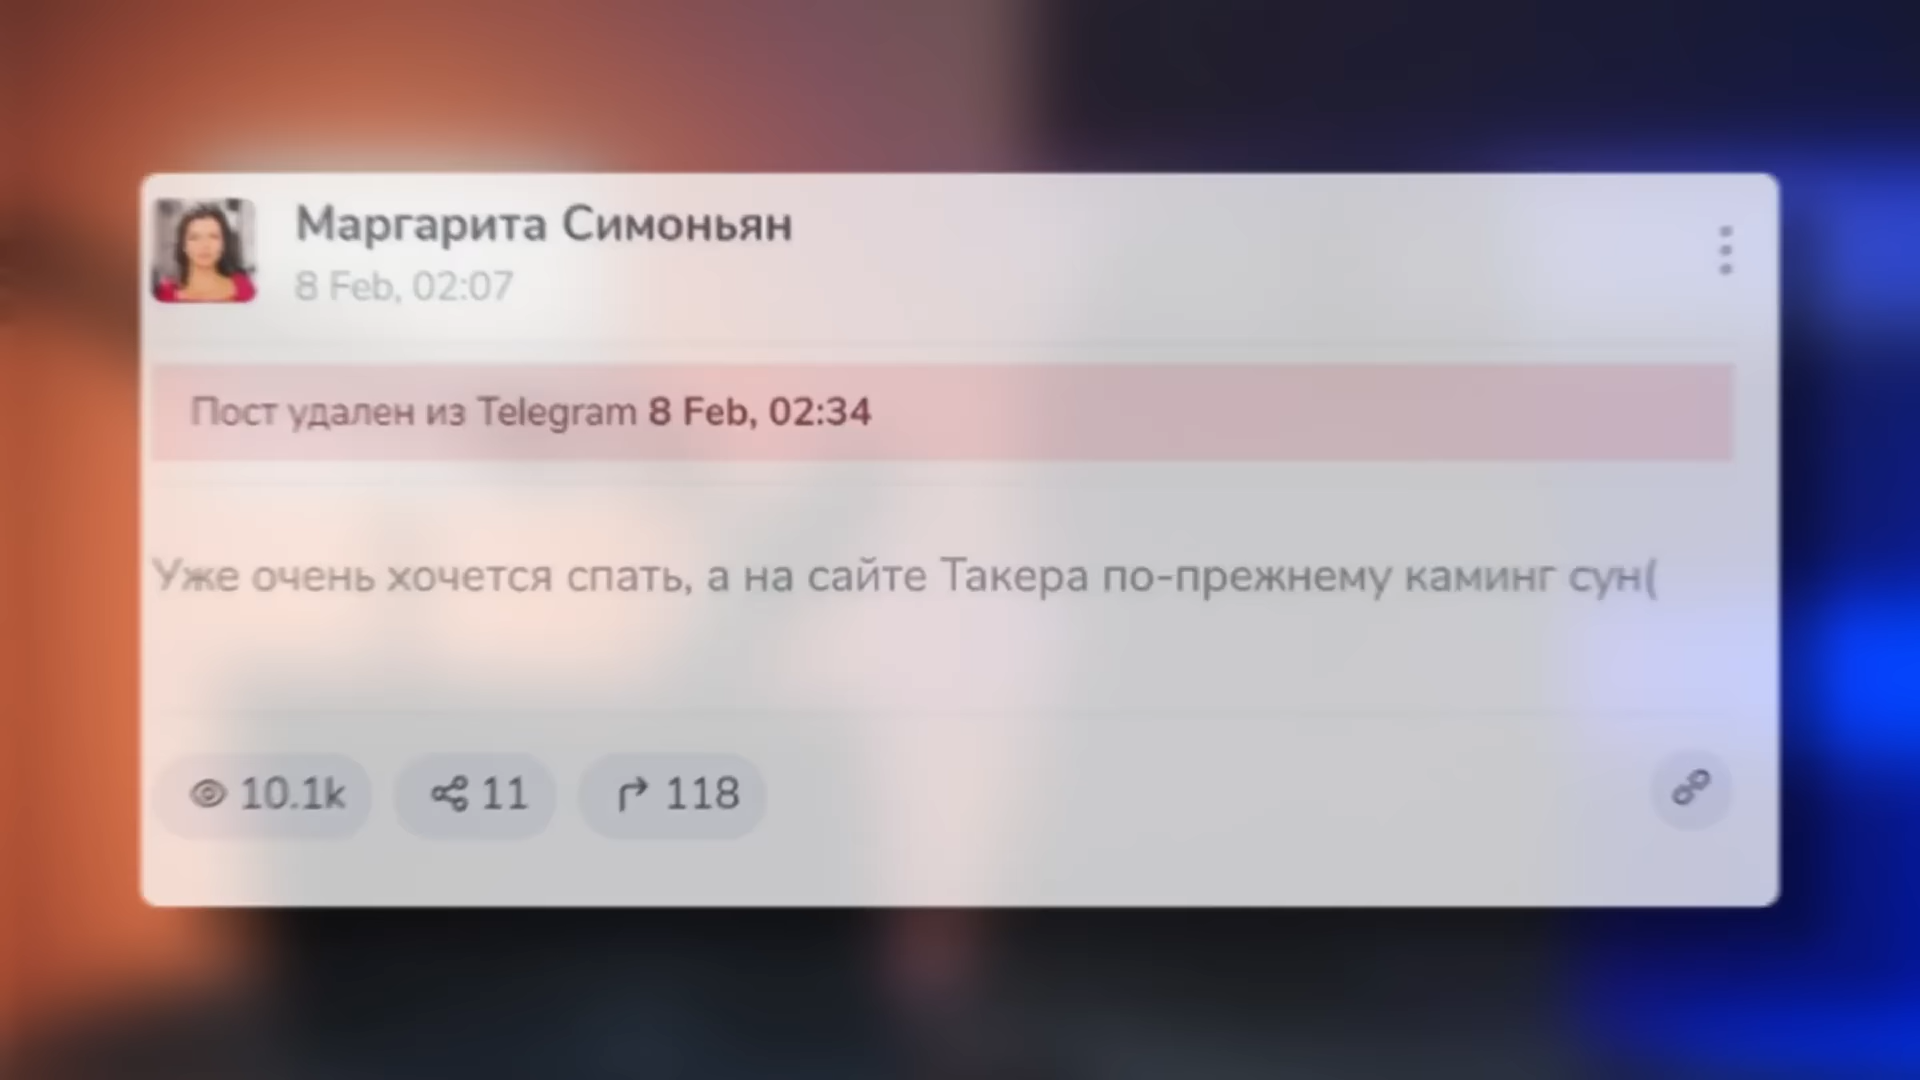 Маргарита Симоньян
8 Feb, 02:07
Пост удален из Telegram 8 Feb, 02:34
Уже очень хочется спать, а на сайте Такера по-прежнему каминг сун(
10.1k 11 118